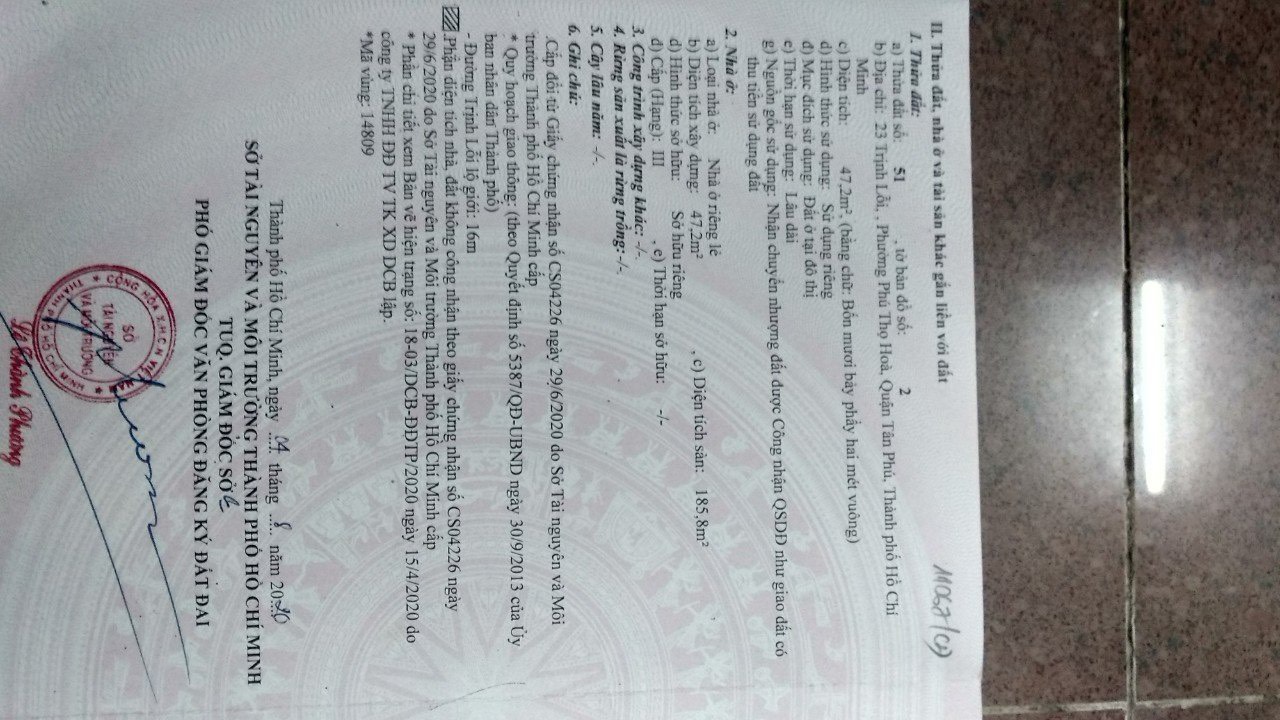 11067/(CS)
II. Thửa đất, nhà ở và tài sản khác gắn liền với đất
1. Thửa đất:
a) Thửa đất số: 51 , tờ bản đồ số: 2
b) Địa chỉ: 23 Trịnh Lỗi, , Phường Phú Thọ Hoà, Quận Tân Phú, Thành phố Hồ Chí
Minh
c) Diện tích: 47,2m², (bằng chữ: Bốn mươi bảy phẩy hai mét vuông)
d) Hình thức sử dụng: Sử dụng riêng
đ) Mục đích sử dụng: Đất ở tại đô thị
e) Thời hạn sử dụng: Lâu dài
g) Nguồn gốc sử dụng: Nhận chuyển nhượng đất được Công nhận QSDĐ như giao đất có
thu tiền sử dụng đất
2. Nhà ở:
a) Loại nhà ở: Nhà ở riêng lẻ
b) Diện tích xây dựng: 47,2m² , c) Diện tích sàn: 185,8m²
d) Hình thức sở hữu: Sở hữu riêng
đ) Cấp (Hạng): III , e) Thời hạn sở hữu: -/-
3. Công trình xây dựng khác: -/-.
4. Rừng sản xuất là rừng trồng: -/-.
5. Cây lâu năm: -/-.
6. Ghi chú:
.Cấp đổi từ Giấy chứng nhận số CS04226 ngày 29/6/2020 do Sở Tài nguyên và Môi
trường Thành phố Hồ Chí Minh cấp
* Quy hoạch giao thông: (theo Quyết định số 5387/QĐ-UBND ngày 30/9/2013 của Ủy
ban nhân dân Thành phố)
- Đường Trịnh Lỗi lộ giới: 16m
.Phần diện tích nhà, đất không công nhận theo giấy chứng nhận số CS04226 ngày
29/6/2020 do Sở Tài nguyên và Môi trường Thành phố Hồ Chí Minh cấp
* Phần chi tiết xem Bản vẽ hiện trạng số: 18-03/DCB-ĐĐTP/2020 ngày 15/4/2020 do
công ty TNHH ĐĐ TV TK XD DCB lập.
*Mã vùng: 14809
Thành phố Hồ Chí Minh, ngày 04 tháng 8 năm 2020
SỞ TÀI NGUYÊN VÀ MÔI TRƯỜNG THÀNH PHỐ HỒ CHÍ MINH
TUQ. GIÁM ĐỐC SỞ
PHÓ GIÁM ĐỐC VĂN PHÒNG ĐĂNG KÝ ĐẤT ĐAI
CỘNG HÒA X.H.C.N VIỆT
SỞ
TÀI NGUYÊN
VÀ MÔI TRƯỜNG
THÀNH PHỐ HỒ CHÍ MINH
Phương